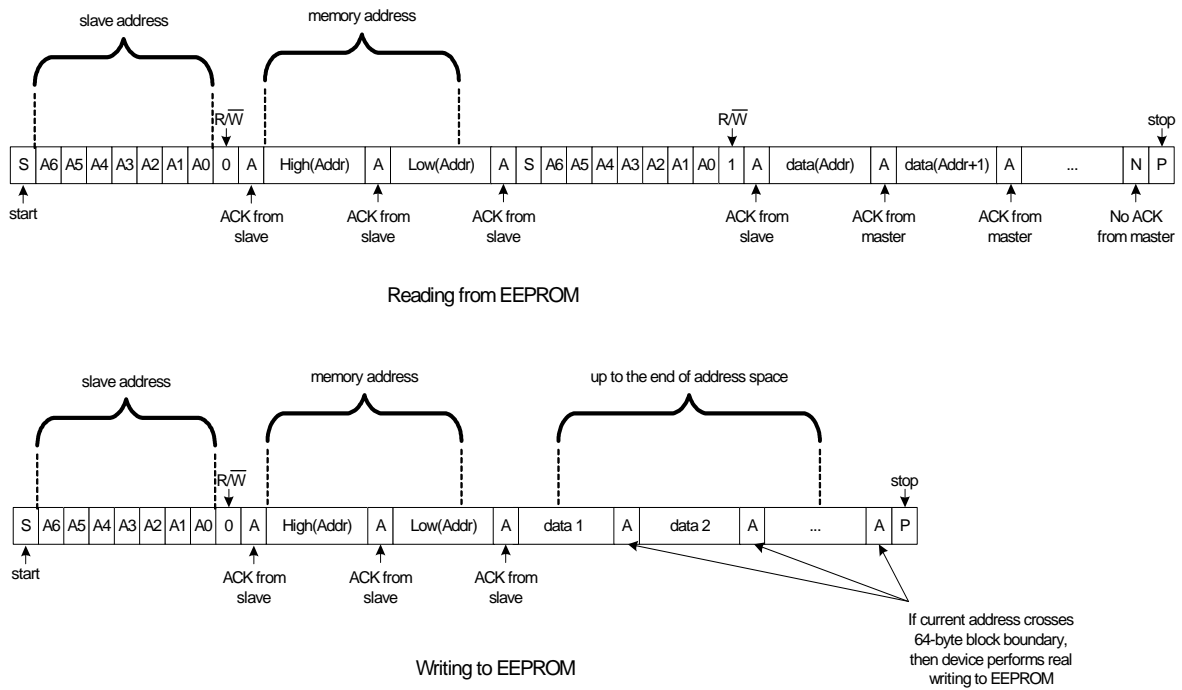 slave address
memory address
R/W̅
R/W̅
stop
S A6 A5 A4 A3 A2 A1 A0 0 A High(Addr) A Low(Addr) A S A6 A5 A4 A3 A2 A1 A0 1 A data(Addr) A data(Addr+1) A ... N P
start
ACK from
slave
ACK from
slave
ACK from
slave
ACK from
slave
ACK from
master
ACK from
master
No ACK
from master
Reading from EEPROM
slave address
memory address
up to the end of address space
R/W̅
stop
S A6 A5 A4 A3 A2 A1 A0 0 A High(Addr) A Low(Addr) A data 1 A data 2 A ... A P
start
ACK from
slave
ACK from
slave
ACK from
slave
If current address crosses
64-byte block boundary,
then device performs real
writing to EEPROM
Writing to EEPROM